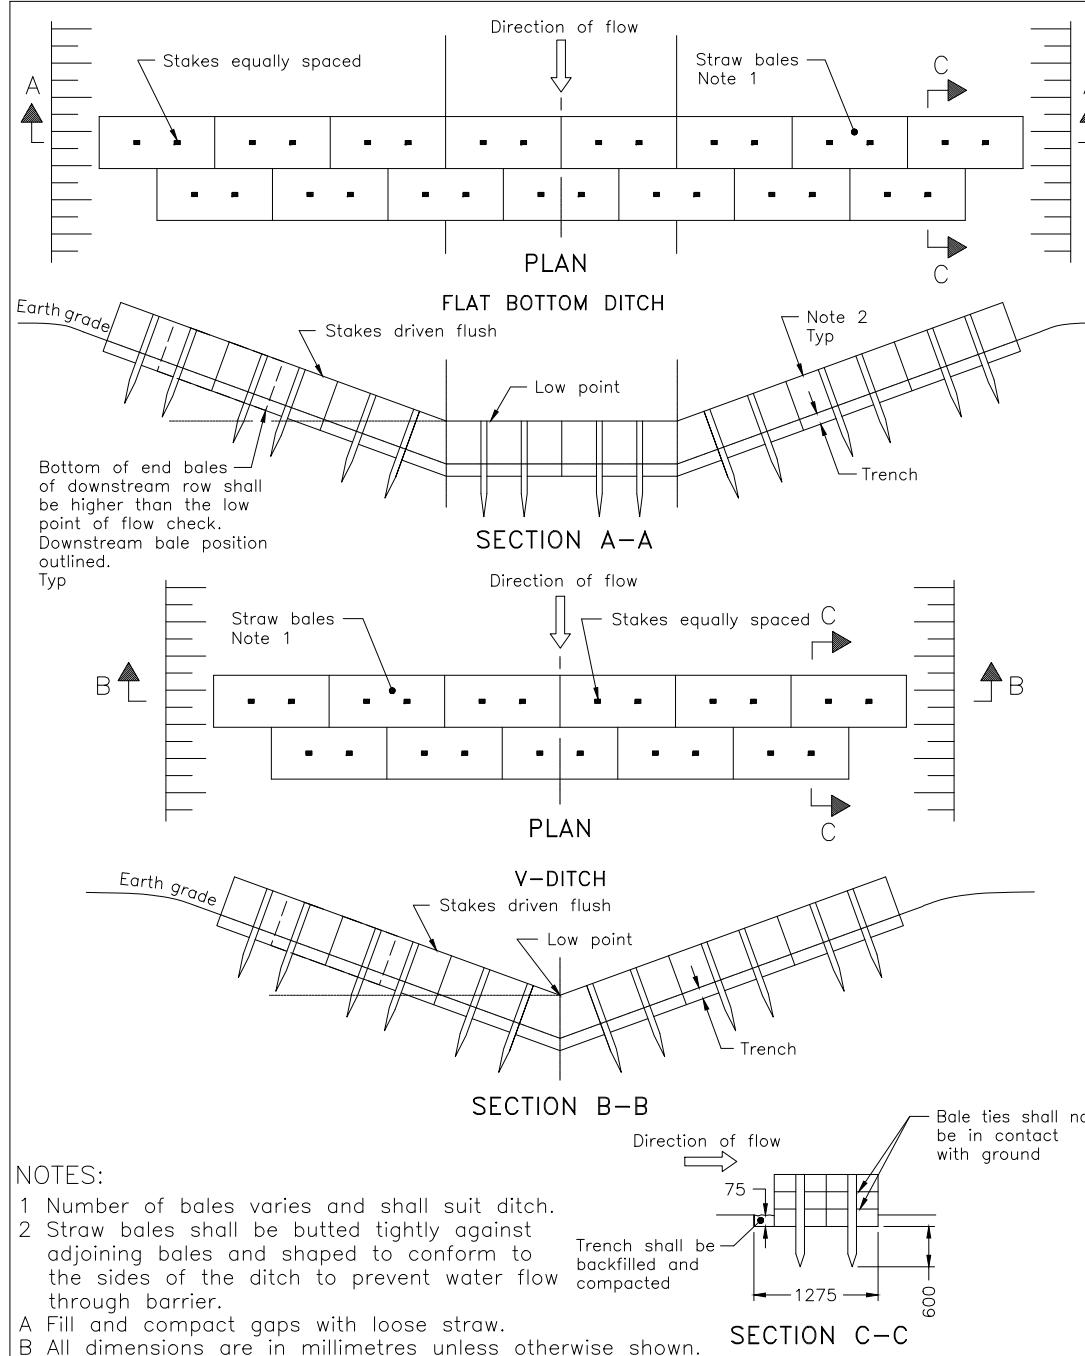 Direction of flow
Stakes equally spaced
Straw bales
Note 1
A
C
C
PLAN
FLAT BOTTOM DITCH
Earth grade
Stakes driven flush
Note 2
Typ
Low point
Trench
Bottom of end bales
of downstream row shall
be higher than the low
point of flow check.
Downstream bale position
outlined.
Typ
SECTION A-A
Direction of flow
Straw bales
Note 1
Stakes equally spaced
C
B
B
C
PLAN
V-DITCH
Earth grade
Stakes driven flush
Low point
Trench
SECTION B-B
Direction of flow
Bale ties shall
be in contact
with ground
75
Trench shall be
backfilled and
compacted
1275
600
SECTION C-C
NOTES:
1 Number of bales varies and shall suit ditch.
2 Straw bales shall be butted tightly against
adjoining bales and shaped to conform to
the sides of the ditch to prevent water flow
through barrier.
A Fill and compact gaps with loose straw.
B All dimensions are in millimetres unless otherwise shown.